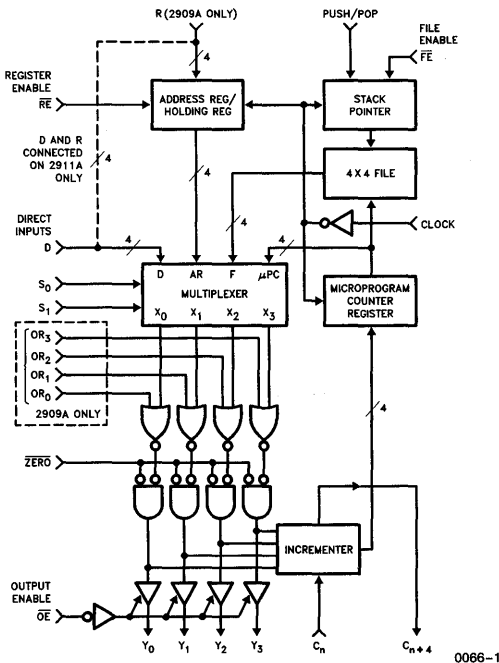 R (2909A ONLY)
PUSH/POP
FILE
ENABLE
FE
4
REGISTER
ENABLE
RE
ADDRESS REG/
HOLDING REG
STACK
POINTER
D AND R
CONNECTED
ON 2911A
ONLY
4
4
4 X 4 FILE
4
CLOCK
DIRECT
INPUTS
D
4
4
D AR F μPC
MULTIPLEXER
X0 X1 X2 X3
S0
S1
MICROPROGRAM
COUNTER
REGISTER
OR3
OR2
OR1
OR0
2909A ONLY
4
ZERO
INCREMENTER
OUTPUT
ENABLE
OE
Y0 Y1 Y2 Y3
Cn
Cn+4
0066-1